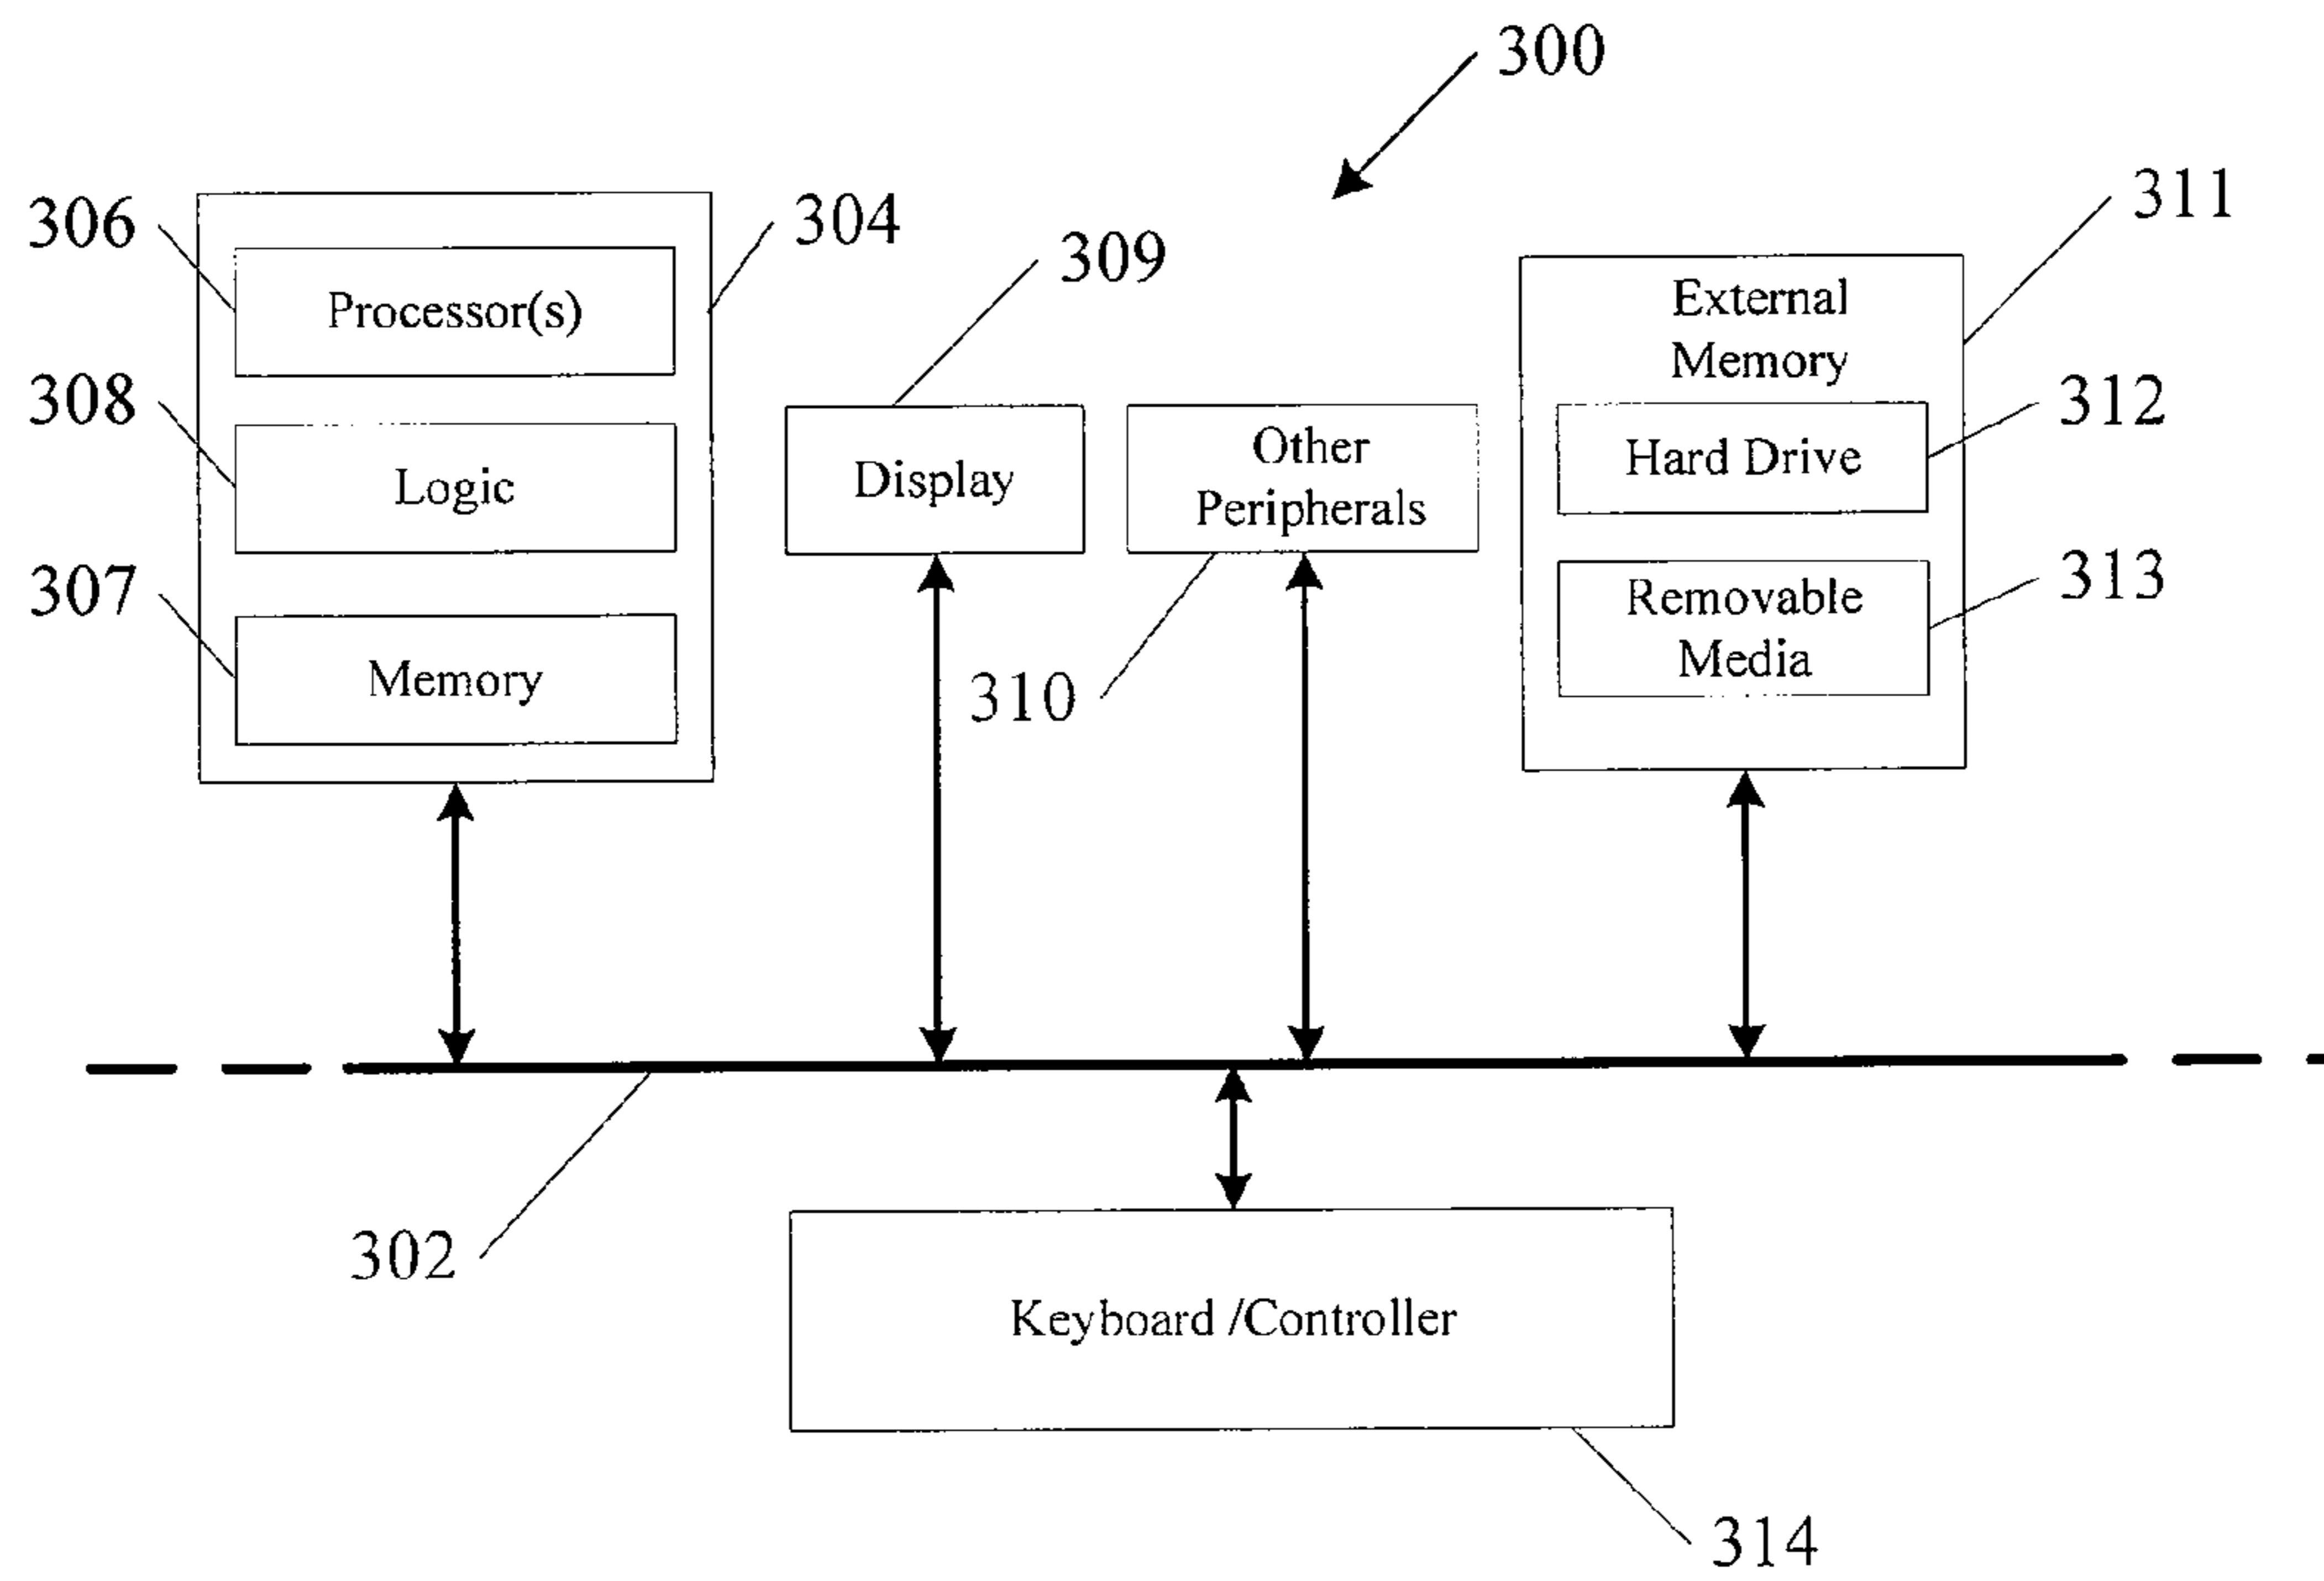 300
311
306
304
309
Processor(s)
External
Memory
308
312
Logic
Display
Other
Peripherals
Hard Drive
307
313
Memory
310
Removable
Media
302
Keyboard /Controller
314